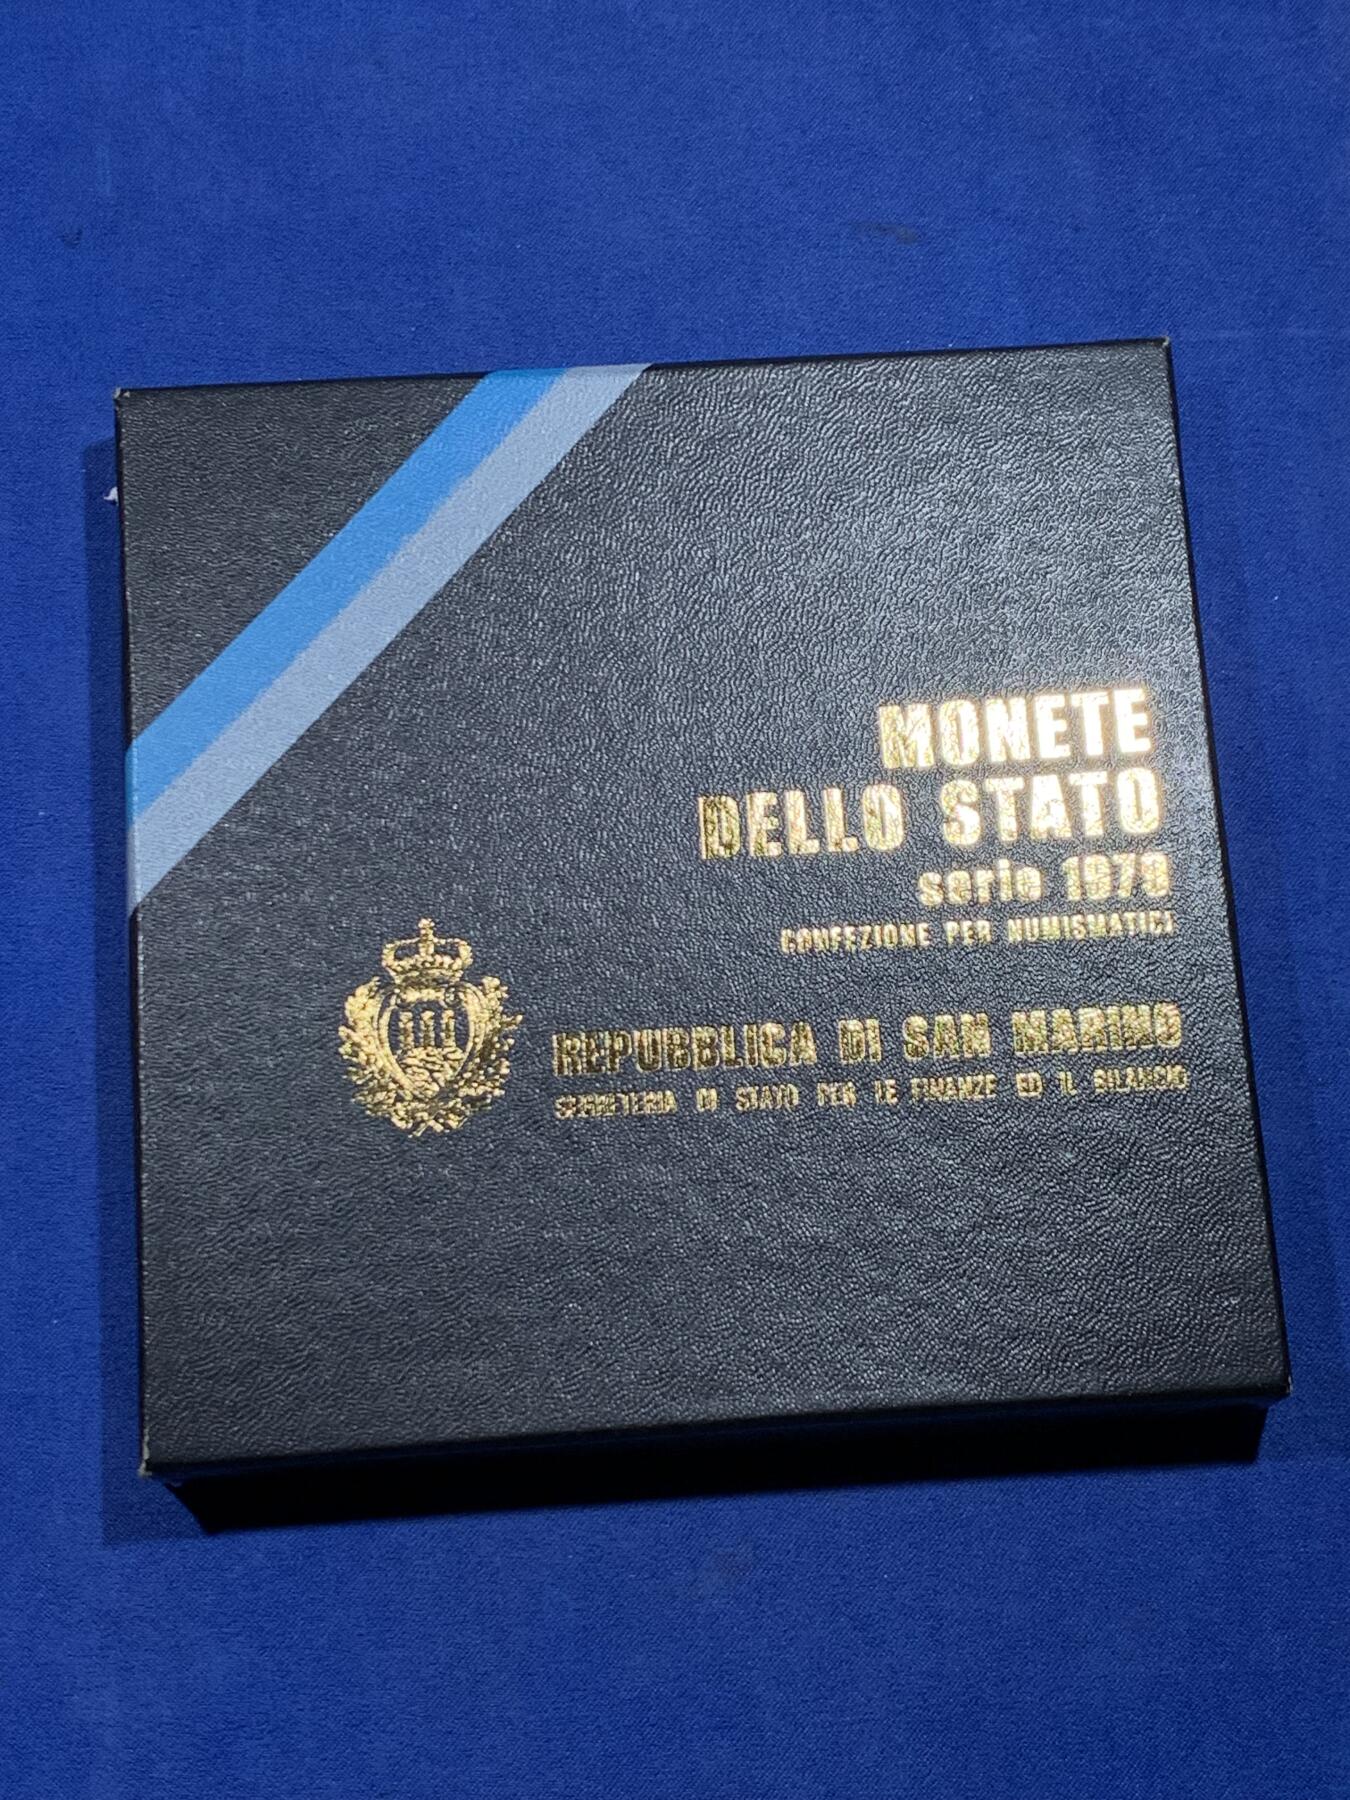 MONETE
DELLO STATO
serie 1978
CONFEZIONE PER NUMISMATICI
REPUBBLICA DI SAN MARINO
SEGRETERIA DI STATO PER LE FINANZE ED IL BILANCIO